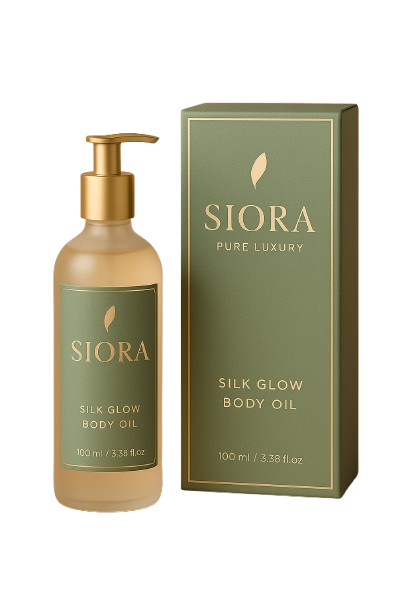 SIORA
SILK GLOW
BODY OIL
100 ml / 3.38 fl.oz
SIORA
PURE LUXURY
SILK GLOW
BODY OIL
100 ml / 3.38 fl.oz